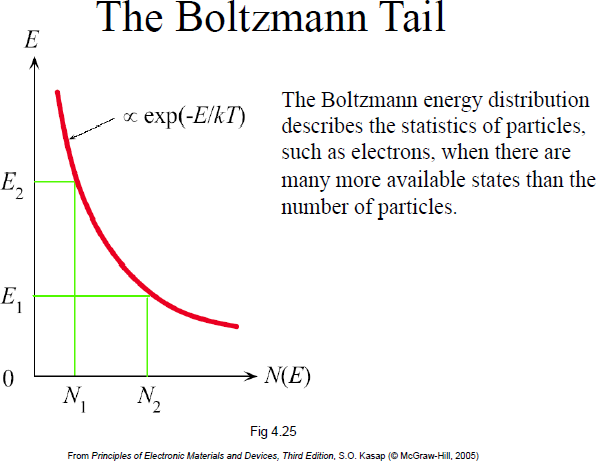 The Boltzmann Tail
E
∝ exp(-E/kT)
The Boltzmann energy distribution
describes the statistics of particles,
such as electrons, when there are
many more available states than the
number of particles.
E₂
E₁
0
N(E)
N₁
N₂
Fig 4.25
From Principles of Electronic Materials and Devices, Third Edition, S.O. Kasap (© McGraw-Hill, 2005)